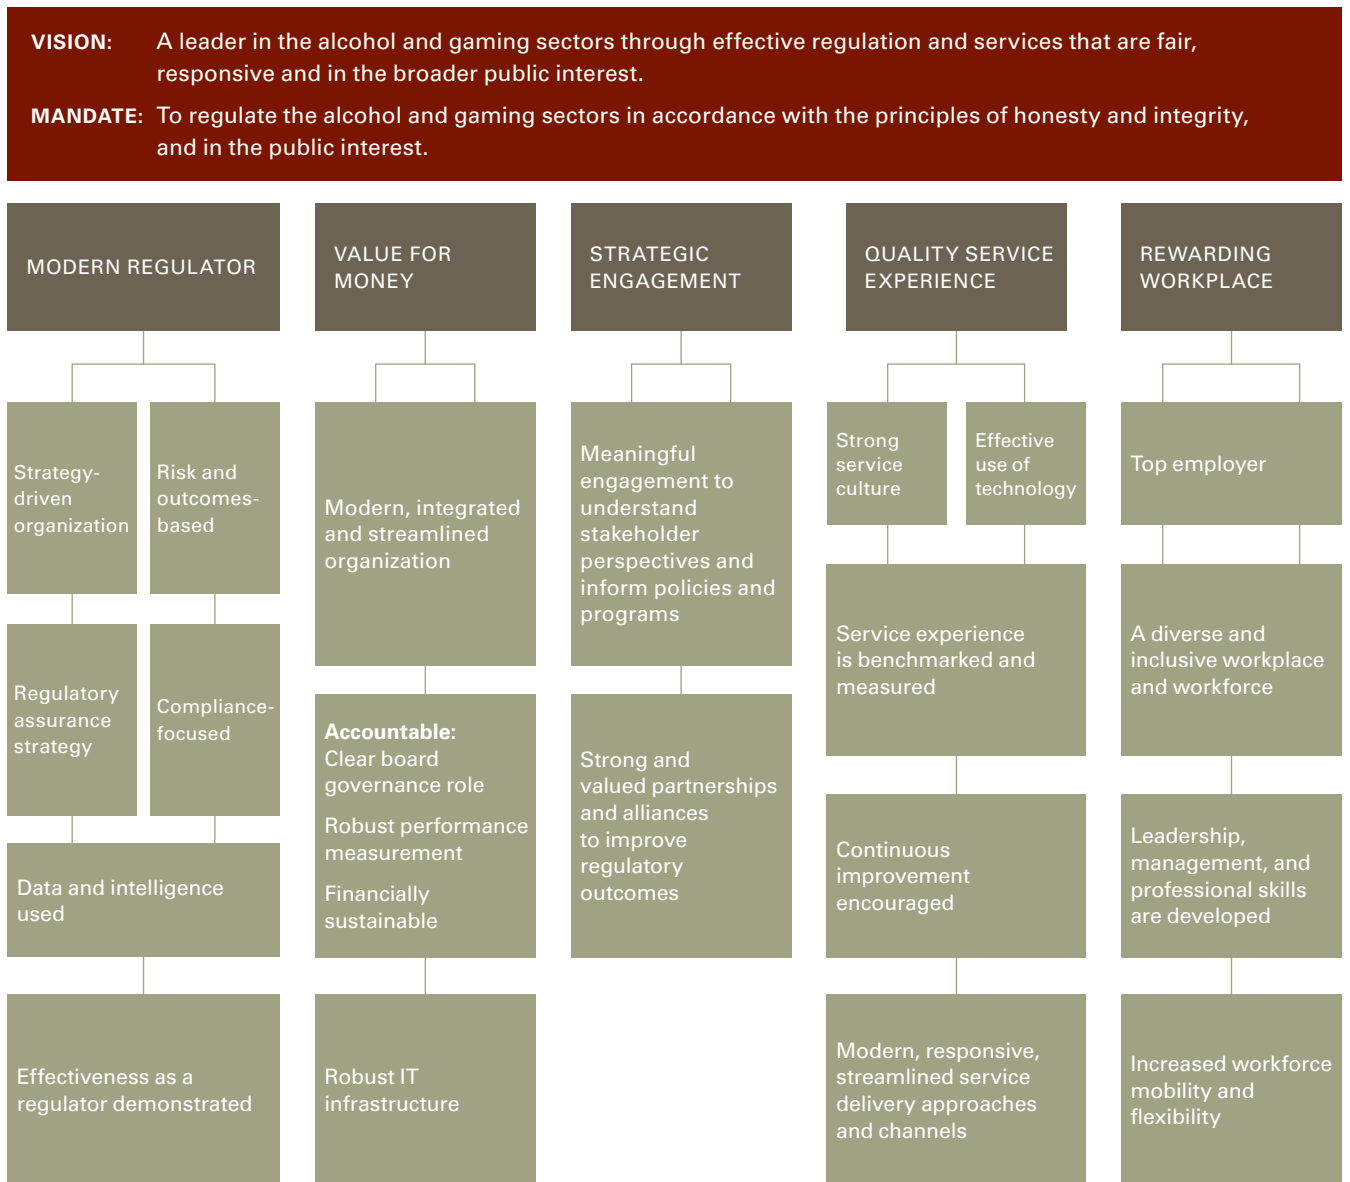 VISION: A leader in the alcohol and gaming sectors through effective regulation and services that are fair,
responsive and in the broader public interest.
MANDATE: To regulate the alcohol and gaming sectors in accordance with the principles of honesty and integrity,
and in the public interest.
MODERN REGULATOR
Strategy-
driven
organization
Risk and
outcomes-
based
Regulatory
assurance
strategy
Compliance-
focused
Data and intelligence
used
Effectiveness as a
regulator demonstrated
VALUE FOR
MONEY
Modern, integrated
and streamlined
organization
Accountable:
Clear board
governance role
Robust performance
measurement
Financially
sustainable
Robust IT
infrastructure
STRATEGIC
ENGAGEMENT
Meaningful
engagement to
understand
stakeholder
perspectives and
inform policies and
programs
Strong and
valued partnerships
and alliances
to improve
regulatory
outcomes
QUALITY SERVICE
EXPERIENCE
Strong
service
culture
Effective
use of
technology
Service experience
is benchmarked and
measured
Continuous
improvement
encouraged
Modern, responsive,
streamlined service
delivery approaches
and channels
REWARDING
WORKPLACE
Top employer
A diverse and
inclusive workplace
and workforce
Leadership,
management, and
professional skills
are developed
Increased workforce
mobility and
flexibility